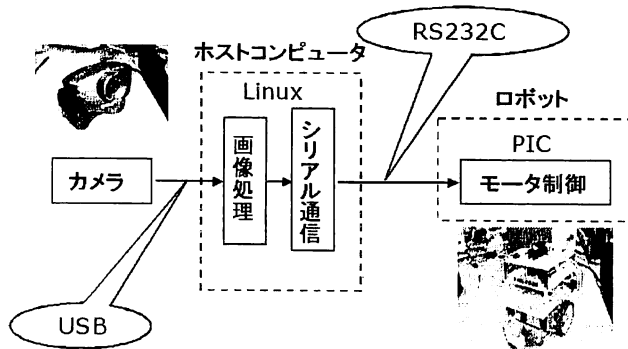 RS232C
ホストコンピュータ
Linux
ロボット
PIC
カメラ
画像処理
シリアル通信
モータ制御
USB